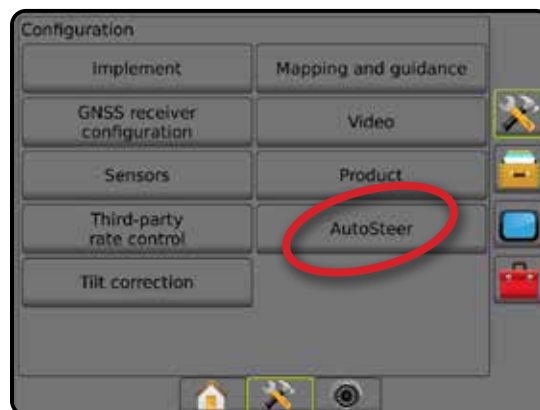 Configuration
Implement
Mapping and guidance
GNSS receiver
configuration
Video
Sensors
Product
Third-party
rate control
AutoSteer
Tilt correction